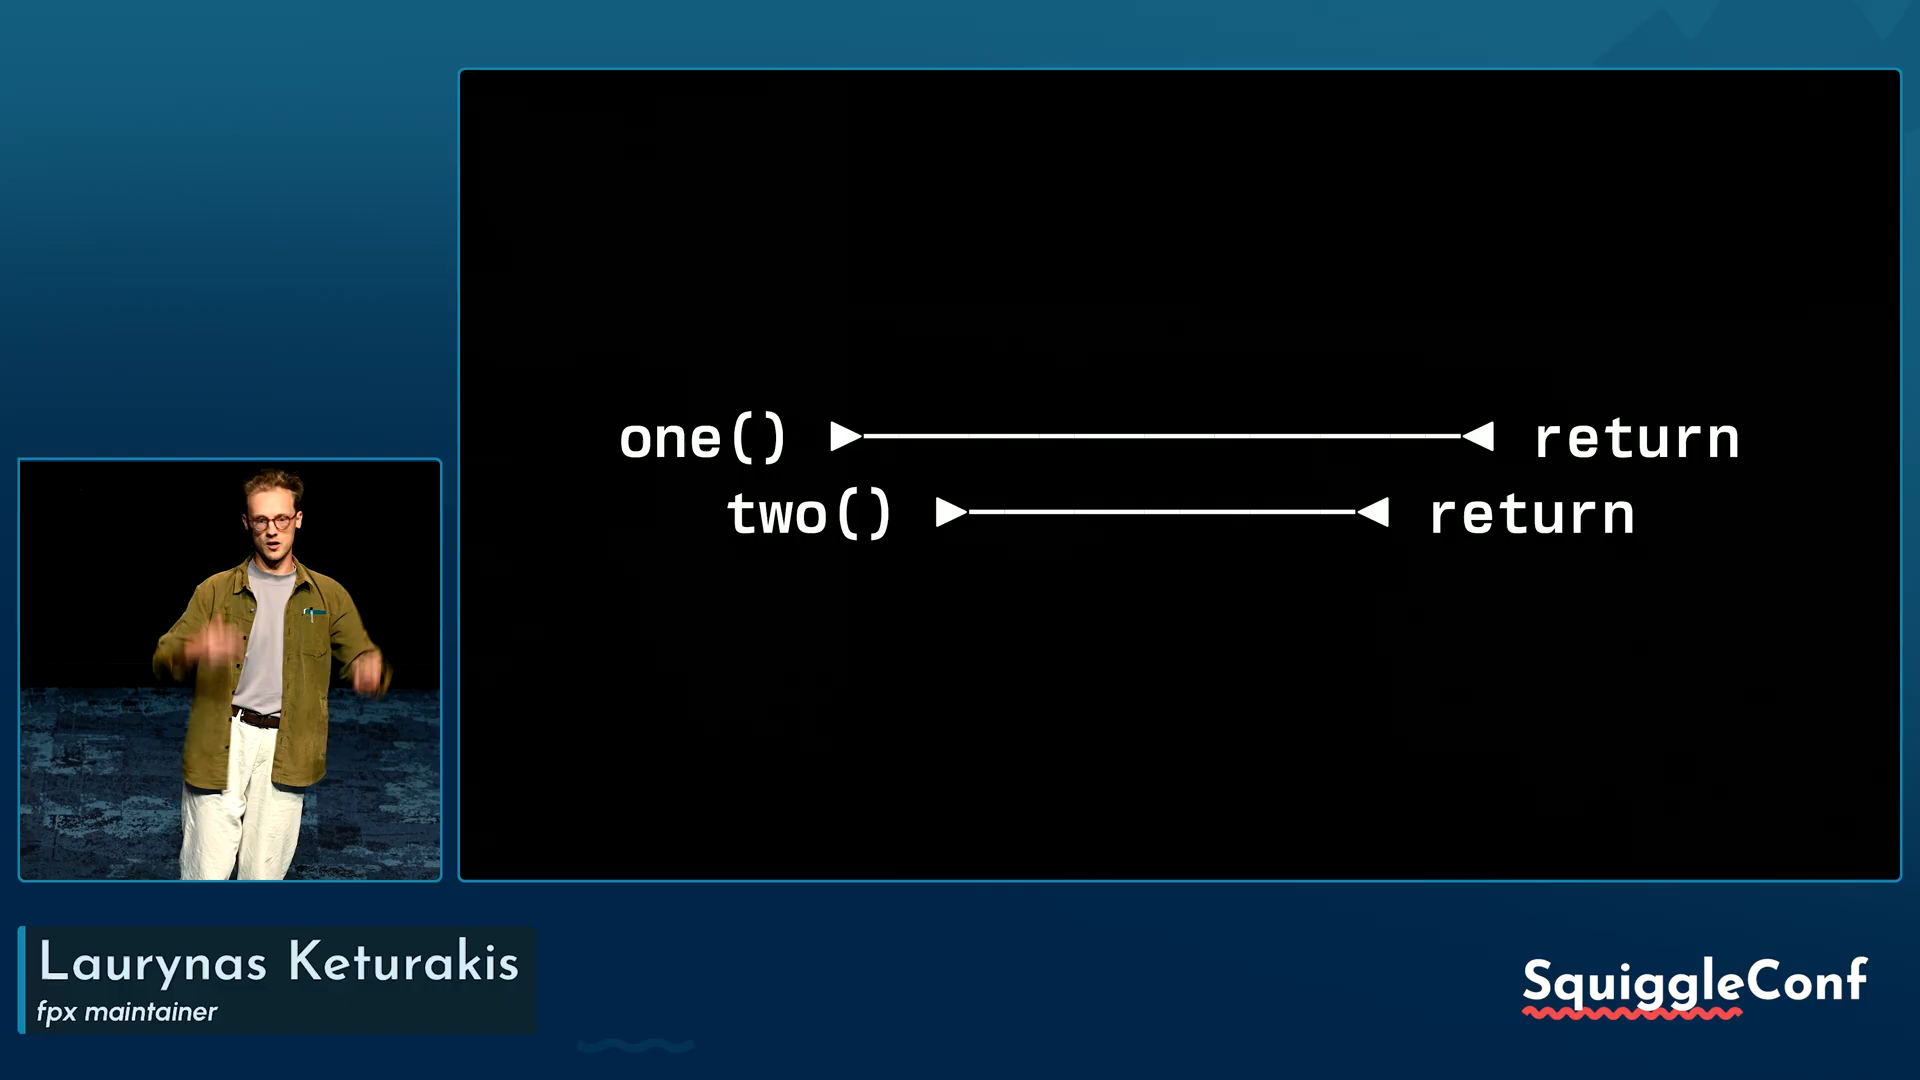 one() ▶────────◀ return
two() ▶─────◀ return
Laurynas Keturakis
fpx maintainer
SquiggleConf